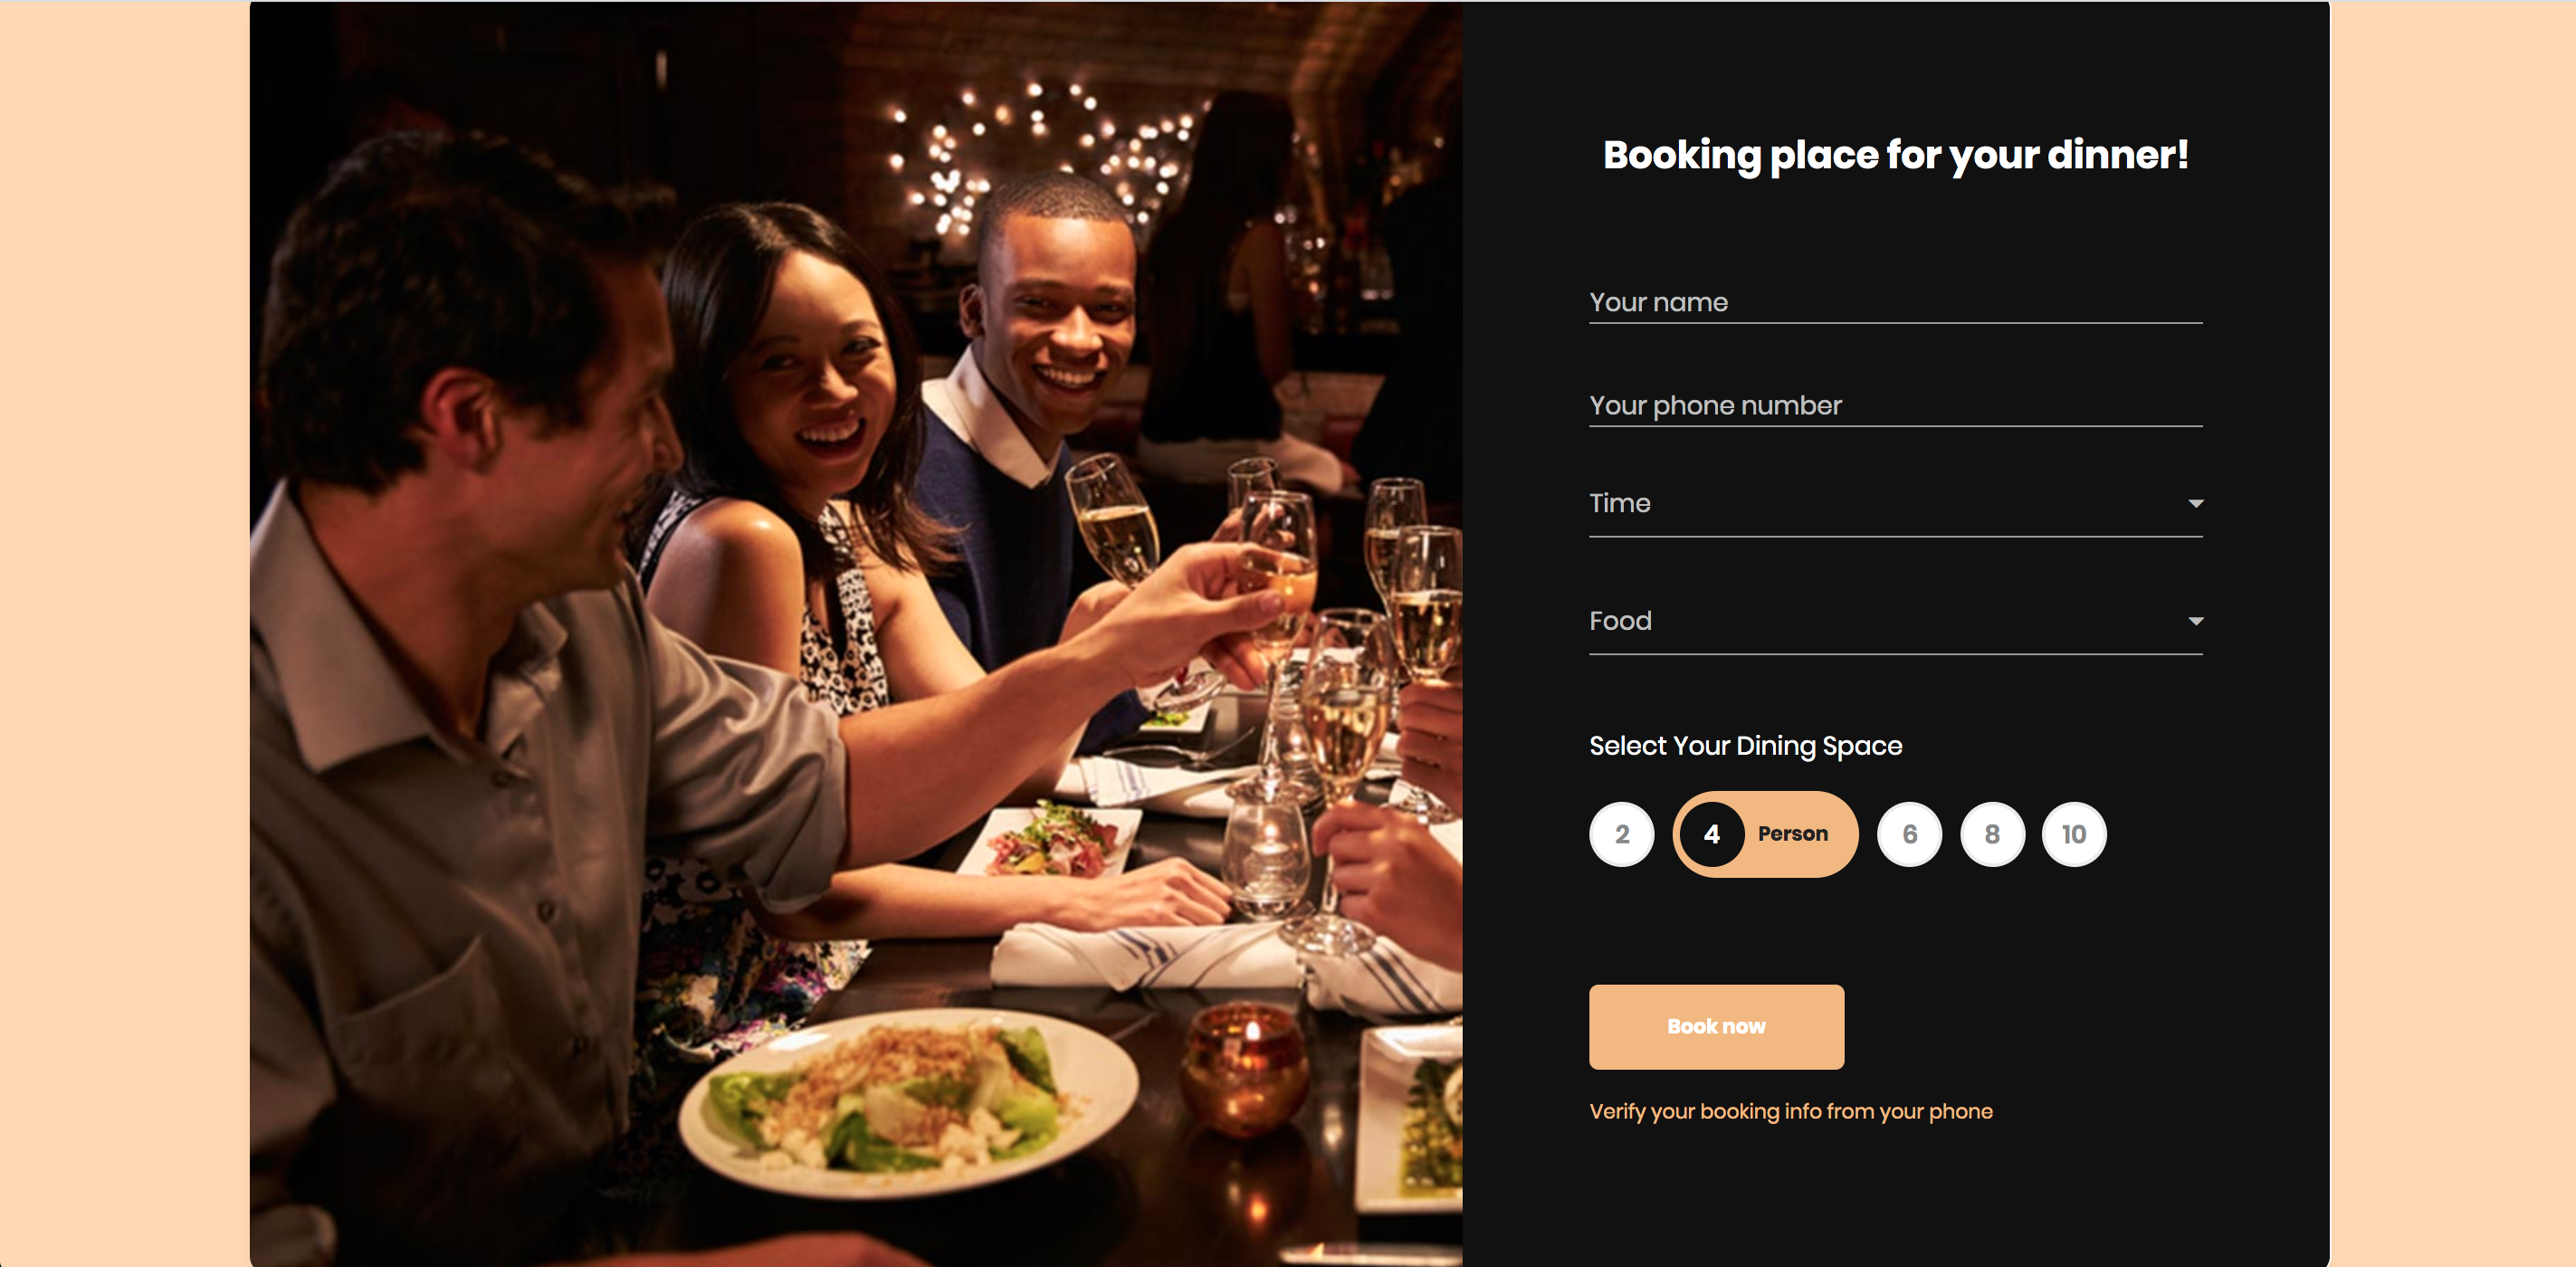 Booking place for your dinner!
Your name
Your phone number
Time
Food
Select Your Dining Space
2 4 Person 6 8 10
Book now
Verify your booking info from your phone